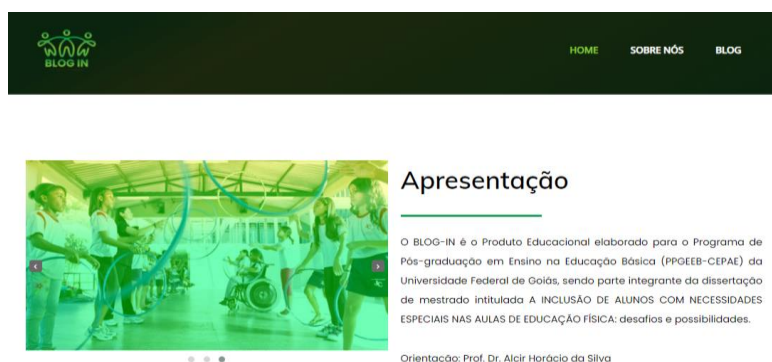 BLOG IN
HOME SOBRE NÓS BLOG
Apresentação
O BLOG-IN é o Produto Educacional elaborado para o Programa de
Pós-graduação em Ensino na Educação Básica (PPGEEB-CEPAE) da
Universidade Federal de Goiás, sendo parte integrante da dissertação
de mestrado intitulada A INCLUSÃO DE ALUNOS COM NECESSIDADES
ESPECIAIS NAS AULAS DE EDUCAÇÃO FÍSICA: desafios e possibilidades.
Orientação: Prof. Dr. Alcir Horácio da Silva